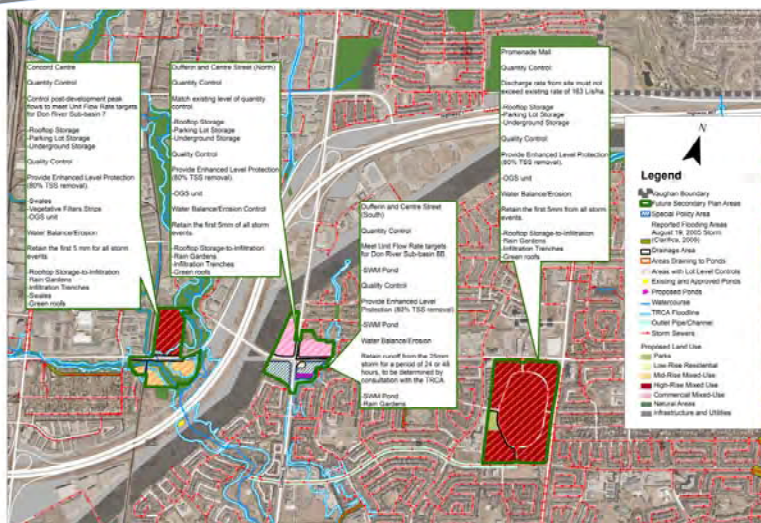 Concord Centre
Quantity Control
Control post-development peak
flows to meet Unit Flow Rate targets
for Don River Sub-basin 7
-Rooftop Storage
-Parking Lot Storage
-Underground Storage
Quality Control
Provide Enhanced Level Protection
(80% TSS removal).
-Swales
-Vegetative Filters Strips
-OGS unit
Water Balance/Erosion:
Retain the first 5 mm for all storm
events.
-Rooftop Storage-to-Infiltration
-Rain Gardens
-Infiltration Trenches
-Swales
-Green roofs
Dufferin and Centre Street (North)
Quantity Control
Match existing level of quantity
control.
-Rooftop Storage
-Parking Lot Storage
-Underground Storage
Quality Control
Provide Enhanced Level Protection
(80% TSS removal).
-OGS unit
Water Balance/Erosion Control
Retain the first 5mm of all storm
events.
-Rooftop Storage-to-Infiltration
-Rain Gardens
-Infiltration Trenches
-Green roofs
Dufferin and Centre Street
(South)
Quantity Control
Meet Unit Flow Rate targets
for Don River Sub-basin
-SWM Pond
Quality Control
Provide Enhanced Level
Protection (80% TSS removal)
-SWM Pond
Water Balance/Erosion
Retain runoff from the 25mm
storm for a period of 24 or 48
hours, to be determined by
consultation with the TRCA.
-SWM Pond
-Rain Gardens
Promenade Mall
Quantity Control:
Discharge rate from site must not
exceed existing rate of 163 L/s/ha.
-Rooftop Storage
-Parking Lot Storage
-Underground Storage
Quality Control:
Provide Enhanced Level Protection
(80% TSS removal).
-OGS unit
Water Balance/Erosion:
Retain the first 5mm from all storm
events.
-Rooftop Storage-to-Infiltration
-Rain Gardens
-Infiltration Trenches
-Green roofs
N
Legend
Vaughan Boundary
Future Secondary Plan Areas
Special Policy Area
Reported Flooding Areas
August 19, 2005 Storm
(Clarifica, 2009)
Drainage Area
Areas Draining to Ponds
Areas with Lot Level Controls
Existing and Approved Ponds
Proposed Ponds
Watercourse
TRCA Floodline
Outlet Pipe/Channel
Storm Sewers
Proposed Land Use
Parks
Low-Rise Residential
Mid-Rise Mixed-Use
High-Rise Mixed Use
Commercial Mixed-Use
Natural Areas
Infrastructure and Utilities